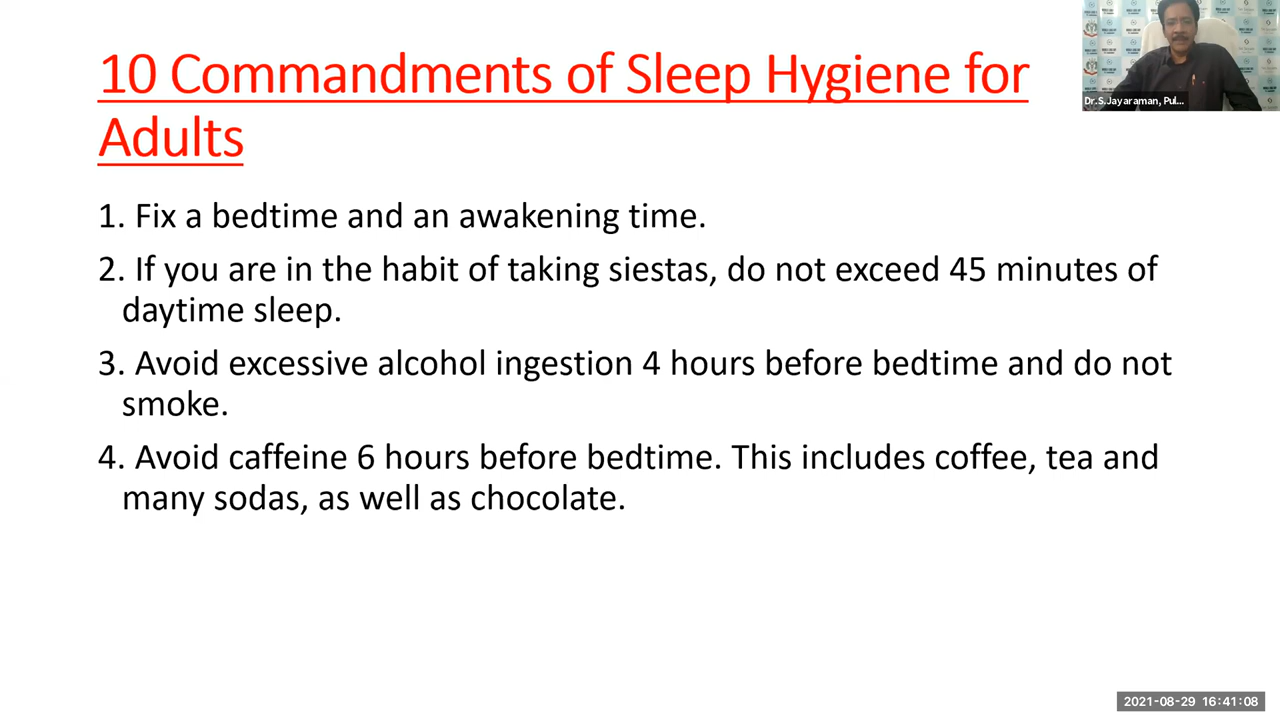 10 Commandments of Sleep Hygiene for
Adults
1. Fix a bedtime and an awakening time.
2. If you are in the habit of taking siestas, do not exceed 45 minutes of
daytime sleep.
3. Avoid excessive alcohol ingestion 4 hours before bedtime and do not
smoke.
4. Avoid caffeine 6 hours before bedtime. This includes coffee, tea and
many sodas, as well as chocolate.
Dr.S.Jayaraman, Pul...
2021-08-29 16:41:08